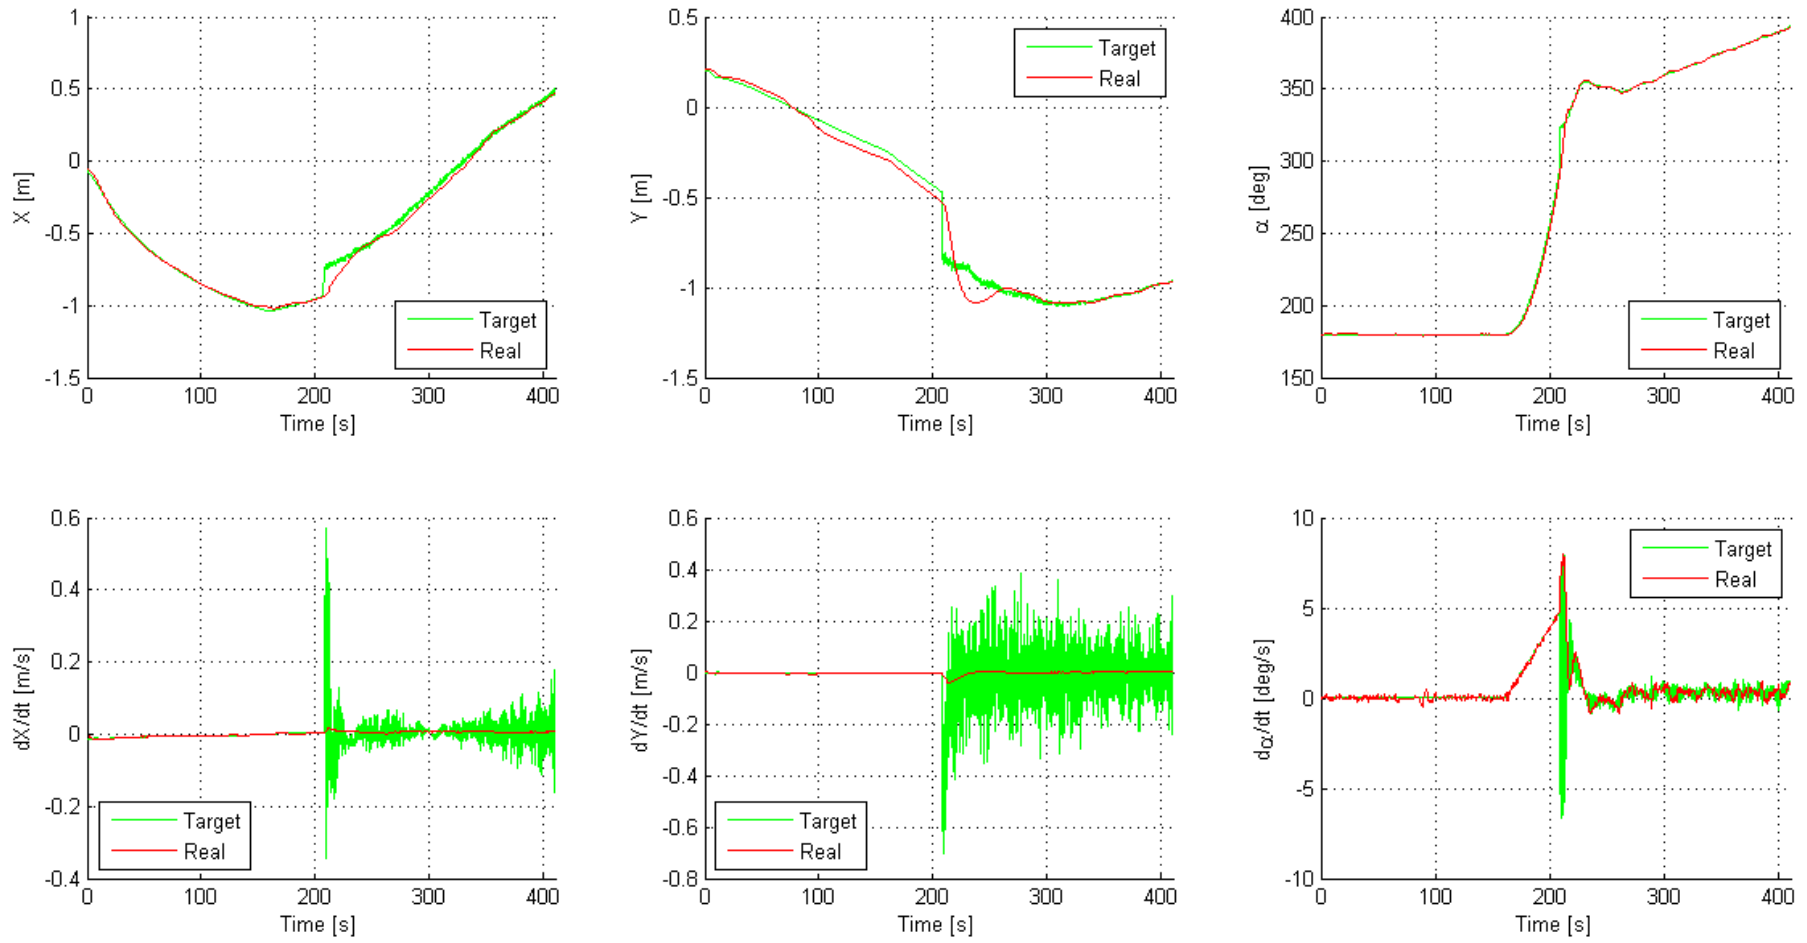 1
0.5
0
-0.5
-1
-1.5
X [m]
0 100 200 300 400
Time [s]
Target
Real
0.5
0
-0.5
-1
-1.5
Y [m]
0 100 200 300 400
Time [s]
Target
Real
400
350
300
250
200
150
α [deg]
0 100 200 300 400
Time [s]
Target
Real
0.6
0.4
0.2
0
-0.2
-0.4
dX/dt [m/s]
0 100 200 300 400
Time [s]
Target
Real
0.6
0.4
0.2
0
-0.2
-0.4
-0.6
-0.8
dY/dt [m/s]
0 100 200 300 400
Time [s]
Target
Real
10
5
0
-5
-10
dα/dt [deg/s]
0 100 200 300 400
Time [s]
Target
Real